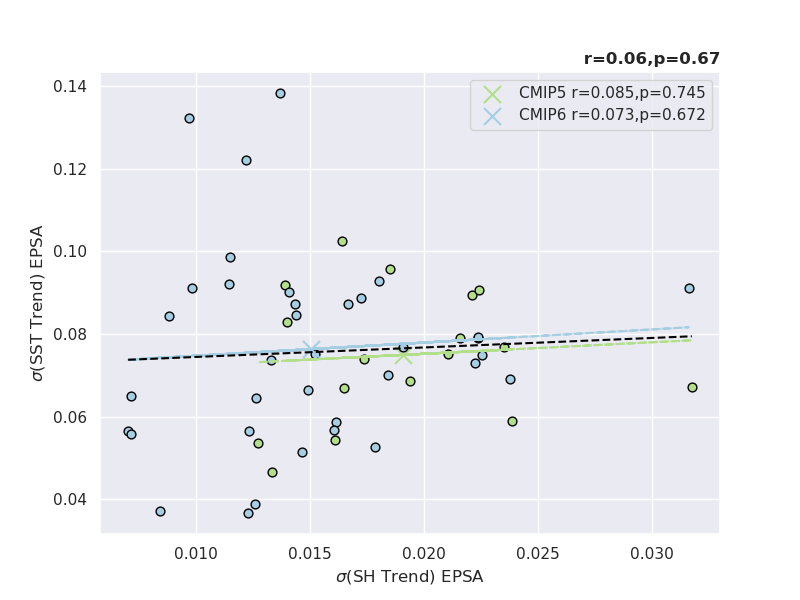 r=0.06,p=0.67
CMIP5 r=0.085,p=0.745
CMIP6 r=0.073,p=0.672
0.14
0.12
0.10
0.08
0.06
0.04
σ(SST Trend) EPSA
0.010 0.015 0.020 0.025 0.030
σ(SH Trend) EPSA